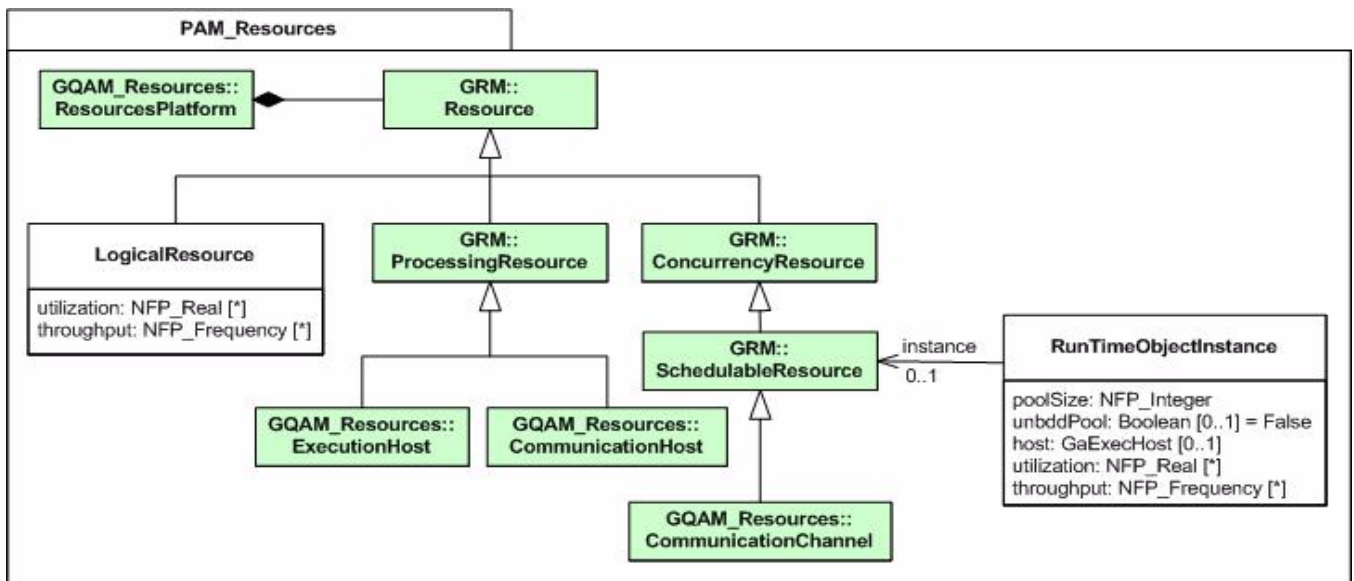 PAM_Resources
GQAM_Resources::
ResourcesPlatform
GRM::
Resource
LogicalResource
utilization: NFP_Real [*]
throughput: NFP_Frequency [*]
GRM::
ProcessingResource
GRM::
ConcurrencyResource
GRM::
SchedulableResource
instance
0..1
RunTimeObjectInstance
poolSize: NFP_Integer
unbddPool: Boolean [0..1] = False
host: GaExecHost [0..1]
utilization: NFP_Real [*]
throughput: NFP_Frequency [*]
GQAM_Resources::
ExecutionHost
GQAM_Resources::
CommunicationHost
GQAM_Resources::
CommunicationChannel